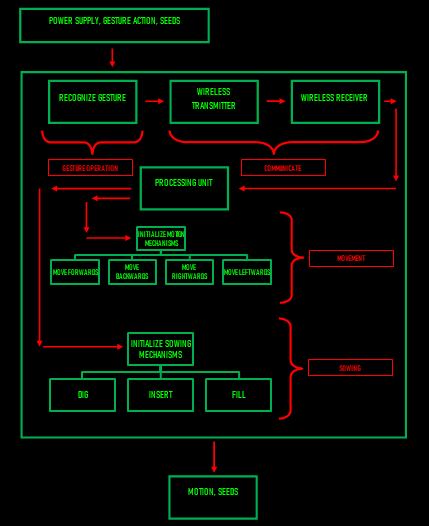 POWER SUPPLY, GESTURE ACTION, SEEDS
RECOGNIZE GESTURE
WIRELESS
TRANSMITTER
WIRELESS RECEIVER
GESTURE OPERATION
COMMUNICATE
PROCESSING UNIT
INITIALIZE MOTION
MECHANISMS
MOVE FORWARDS
MOVE
BACKWARDS
MOVE
RIGHTWARDS
MOVE LEFTWARDS
MOVEMENT
INITIALIZE SOWING
MECHANISMS
SOWING
DIG
INSERT
FILL
MOTION, SEEDS